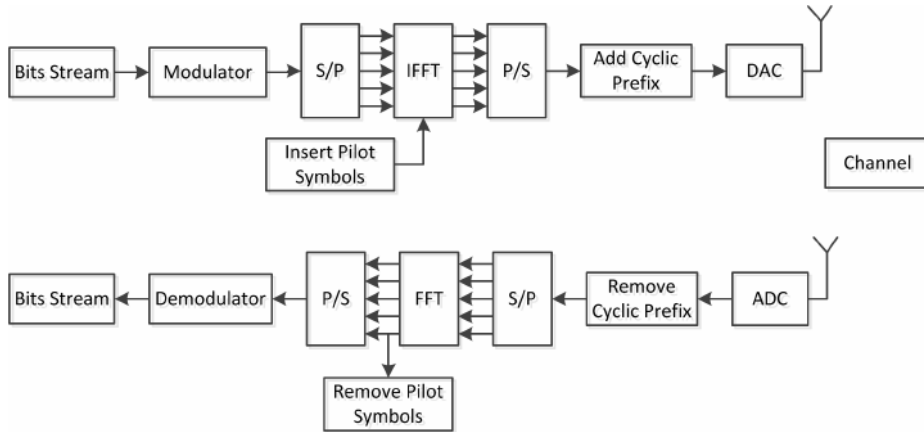 Bits Stream
Modulator
S/P
IFFT
P/S
Add Cyclic
Prefix
DAC
Insert Pilot
Symbols
Channel
Bits Stream
Demodulator
P/S
FFT
S/P
Remove
Cyclic Prefix
ADC
Remove Pilot
Symbols